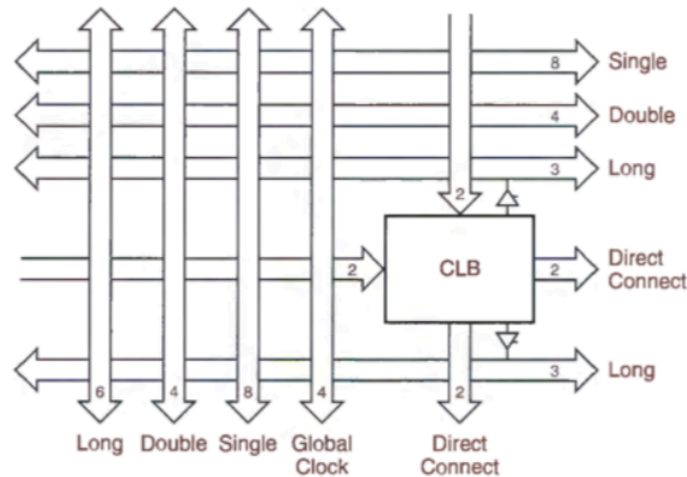 8 Single
4 Double
3 Long
2
2 CLB 2 Direct
Connect
3 Long
6 4 8 4 2
Long Double Single Global Direct
Clock Connect